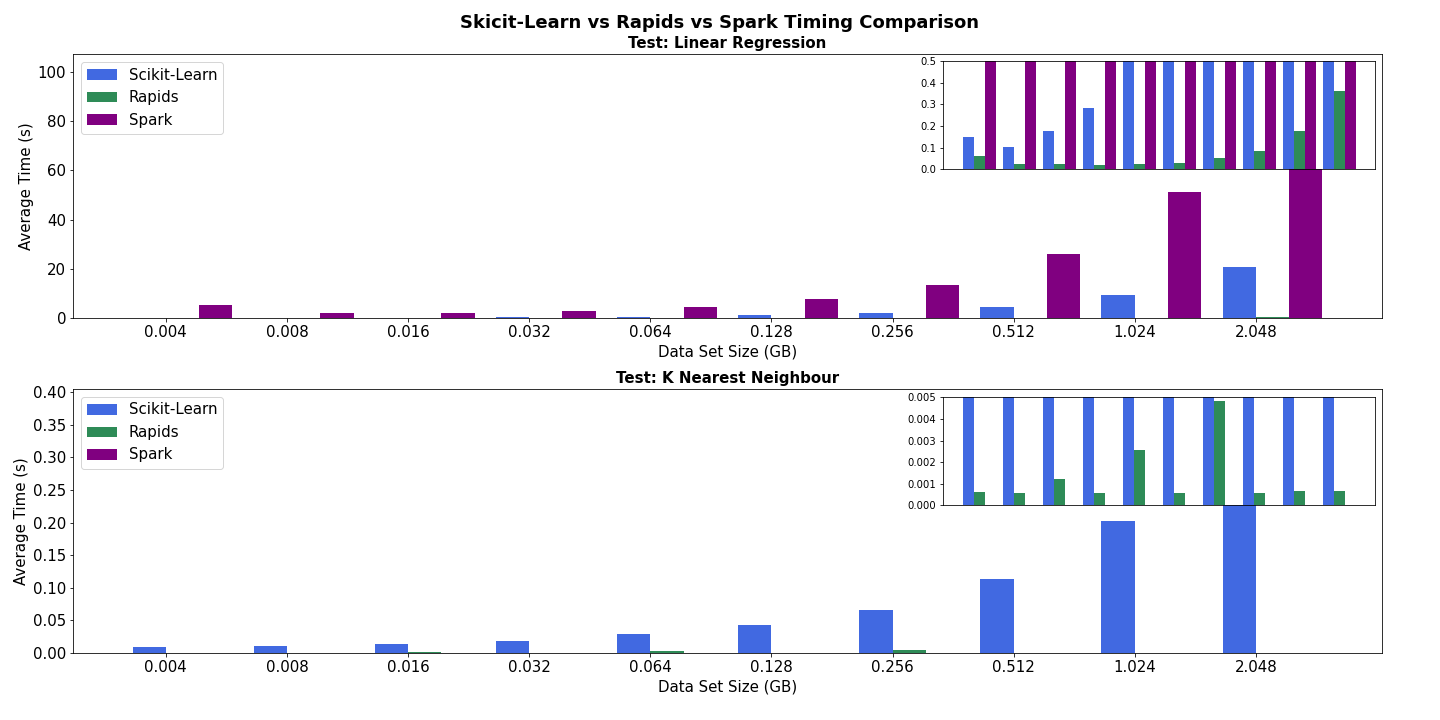 Skicit-Learn vs Rapids vs Spark Timing Comparison
Test: Linear Regression
Average Time (s)
100
80
60
40
20
0
Scikit-Learn
Rapids
Spark
0.5
0.4
0.3
0.2
0.1
0.0
0.004 0.008 0.016 0.032 0.064 0.128 0.256 0.512 1.024 2.048
Data Set Size (GB)
Test: K Nearest Neighbour
Average Time (s)
0.40
0.35
0.30
0.25
0.20
0.15
0.10
0.05
0.00
Scikit-Learn
Rapids
Spark
0.005
0.004
0.003
0.002
0.001
0.000
0.004 0.008 0.016 0.032 0.064 0.128 0.256 0.512 1.024 2.048
Data Set Size (GB)